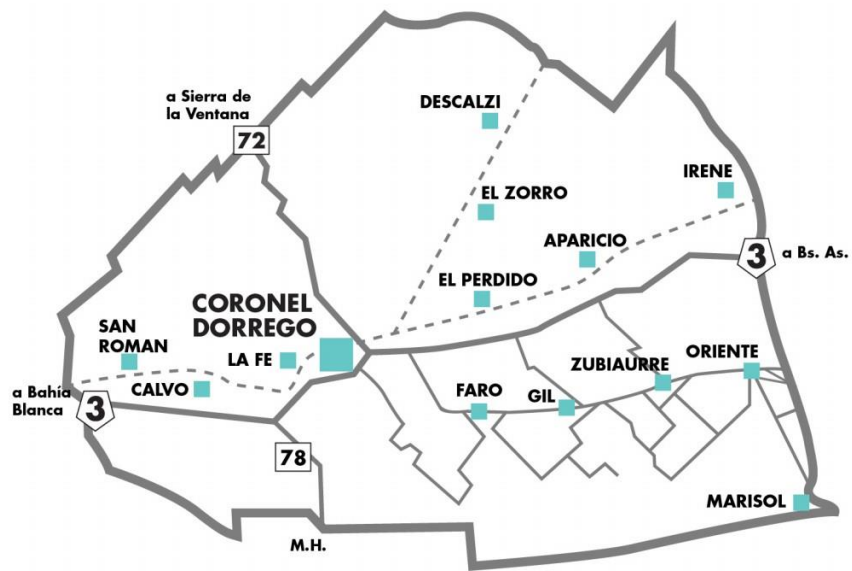 a Sierra de
la Ventana
72
DESCALZI
IRENE
EL ZORRO
APARICIO
3
a Bs. As.
EL PERDIDO
CORONEL
DORREGO
SAN
ROMAN
LA FE
CALVO
a Bahía
Blanca
3
FARO
GIL
ZUBIAURRE
ORIENTE
78
MARISOL
M.H.